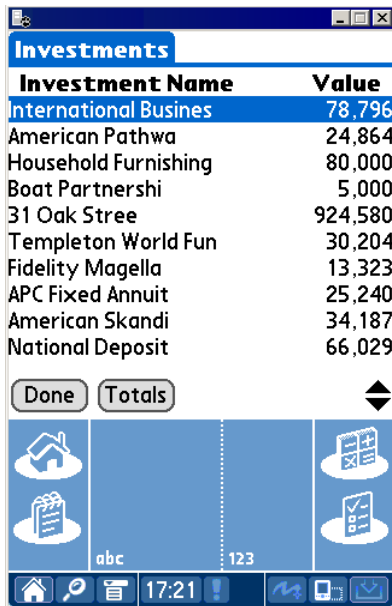 Investments
Investment Name Value
International Busines 78,796
American Pathwa 24,864
Household Furnishing 80,000
Boat Partnershi 5,000
31 Oak Stree 924,580
Templeton World Fun 30,204
Fidelity Magella 13,323
APC Fixed Annuit 25,240
American Skandi 34,187
National Deposit 66,029
Done Totals
abc 123
17:21